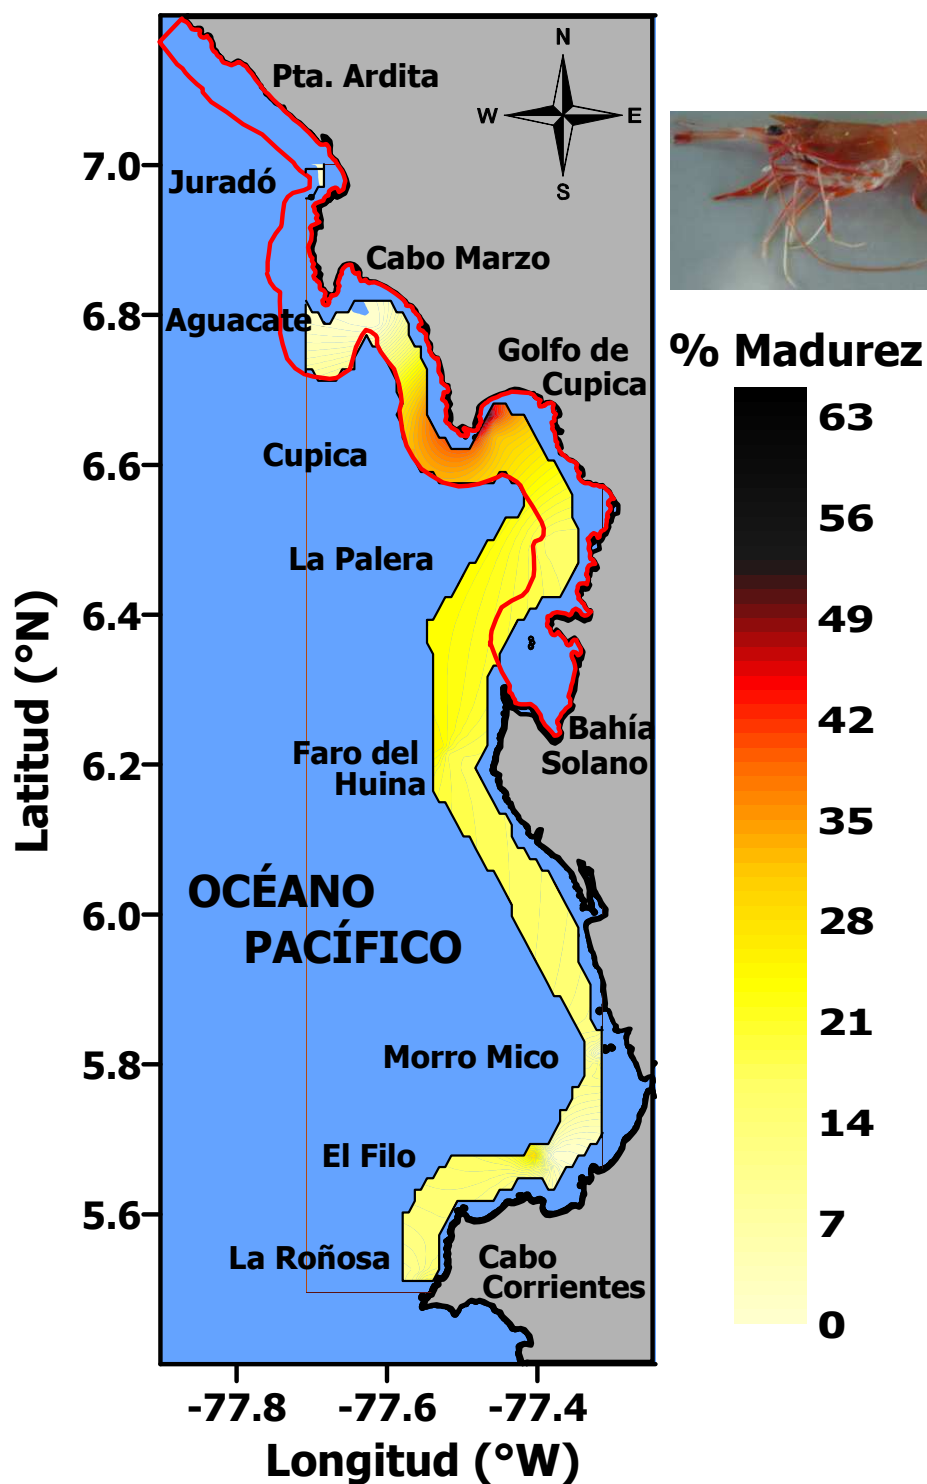 N
W
E
S
Pta. Ardita
7.0
Juradó
Cabo Marzo
6.8
Aguacate
Golfo de
Cupica
% Madurez
63
56
49
42
35
28
21
14
7
0
Cupica
6.6
La Palera
6.4
Latitud (°N)
Bahía
Solano
Faro del
Huina
6.2
OCÉANO
PACÍFICO
6.0
Morro Mico
5.8
El Filo
5.6
La Roñosa
Cabo
Corrientes
-77.8
-77.6
-77.4
Longitud (°W)